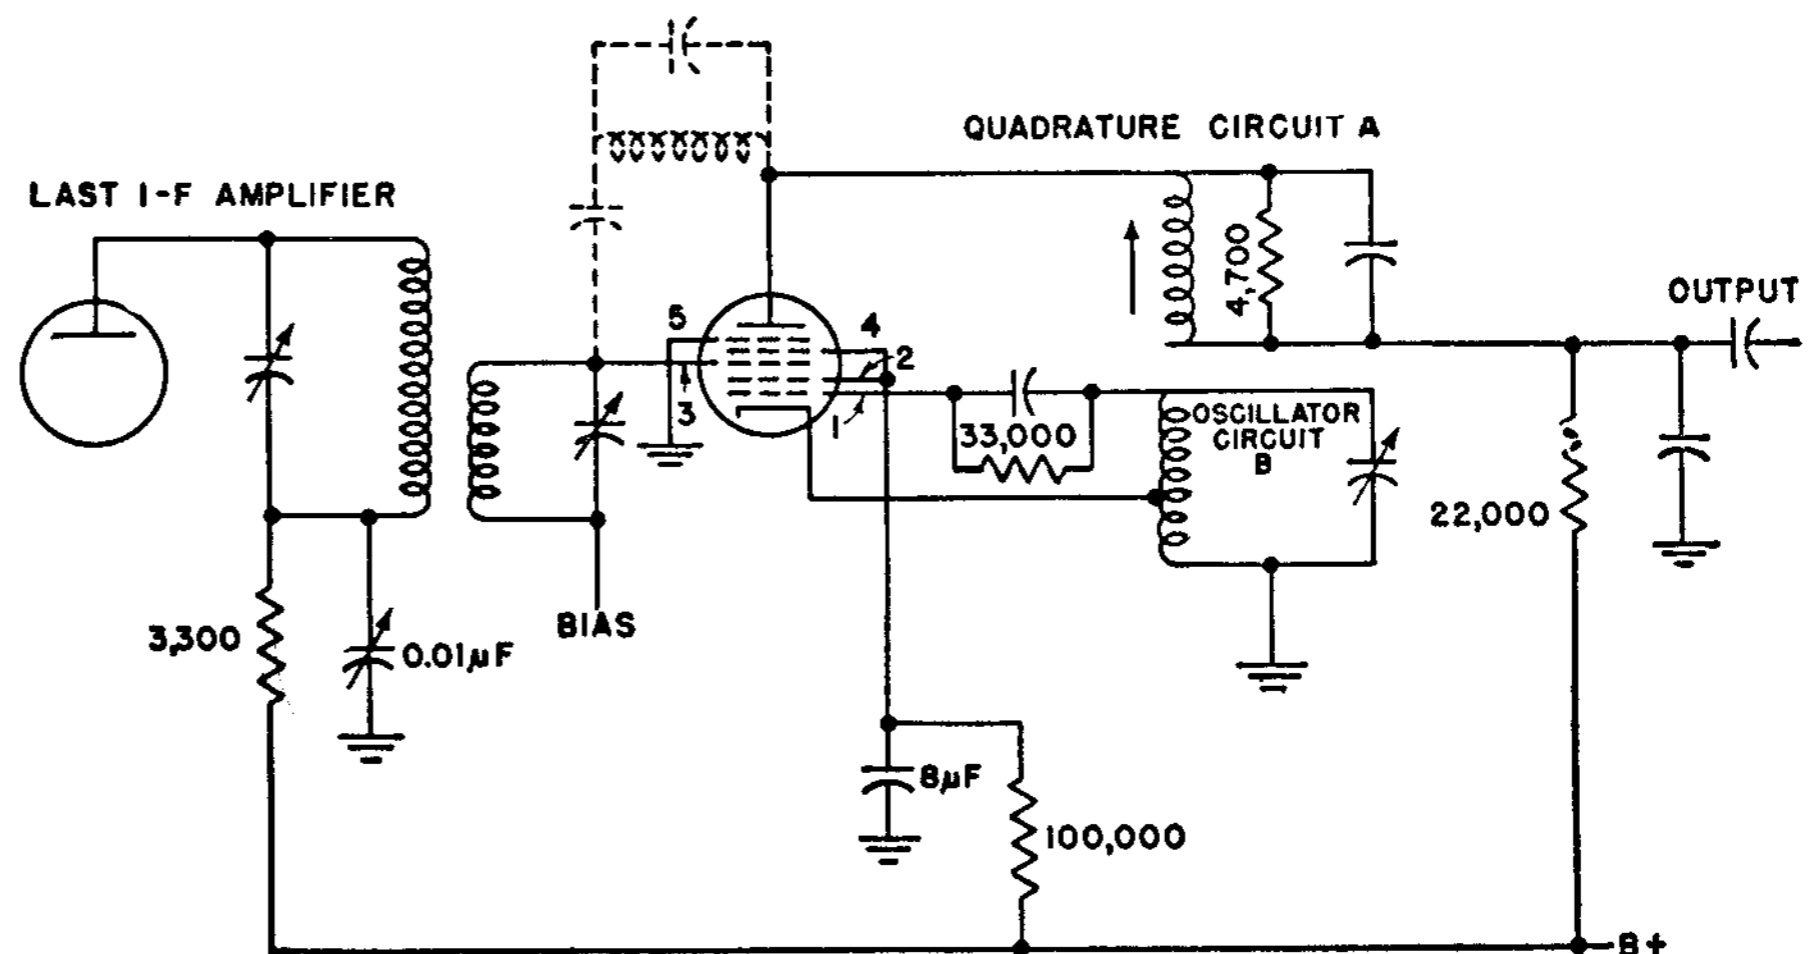 QUADRATURE CIRCUIT A
LAST I-F AMPLIFIER
4,700
OUTPUT
5
4
2
3
1
33,000
OSCILLATOR
CIRCUIT
B
22,000
BIAS
3,300
0.01µF
8µF
100,000
B+